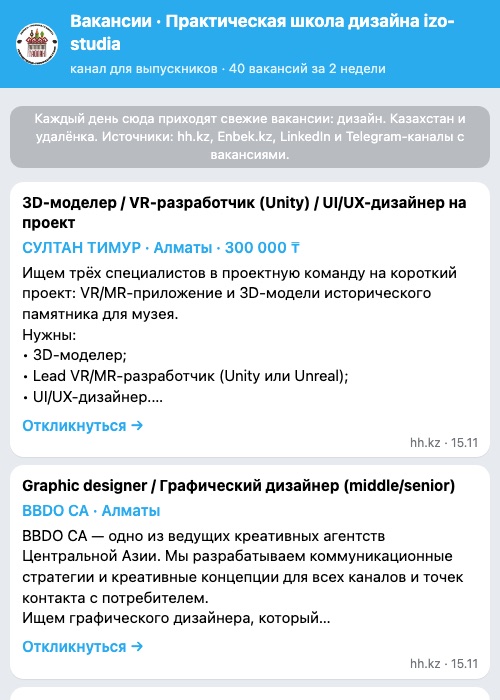 Вакансии · Практическая школа дизайна izo-
studia
канал для выпускников · 40 вакансий за 2 недели
Каждый день сюда приходят свежие вакансии: дизайн. Казахстан и
удалёнка. Источники: hh.kz, Enbek.kz, LinkedIn и Telegram-каналы с
вакансиями.
3D-моделер / VR-разработчик (Unity) / UI/UX-дизайнер на
проект
СУЛТАН ТИМУР · Алматы · 300 000 ₸
Ищем трёх специалистов в проектную команду на короткий
проект: VR/MR-приложение и 3D-модели исторического
памятника для музея.
Нужны:
• 3D-моделер;
• Lead VR/MR-разработчик (Unity или Unreal);
• UI/UX-дизайнер....
Откликнуться →
hh.kz · 15.11
Graphic designer / Графический дизайнер (middle/senior)
BBDO CA · Алматы
BBDO CA — одно из ведущих креативных агентств
Центральной Азии. Мы разрабатываем коммуникационные
стратегии и креативные концепции для всех каналов и точек
контакта с потребителем.
Ищем графического дизайнера, который...
Откликнуться →
hh.kz · 15.11